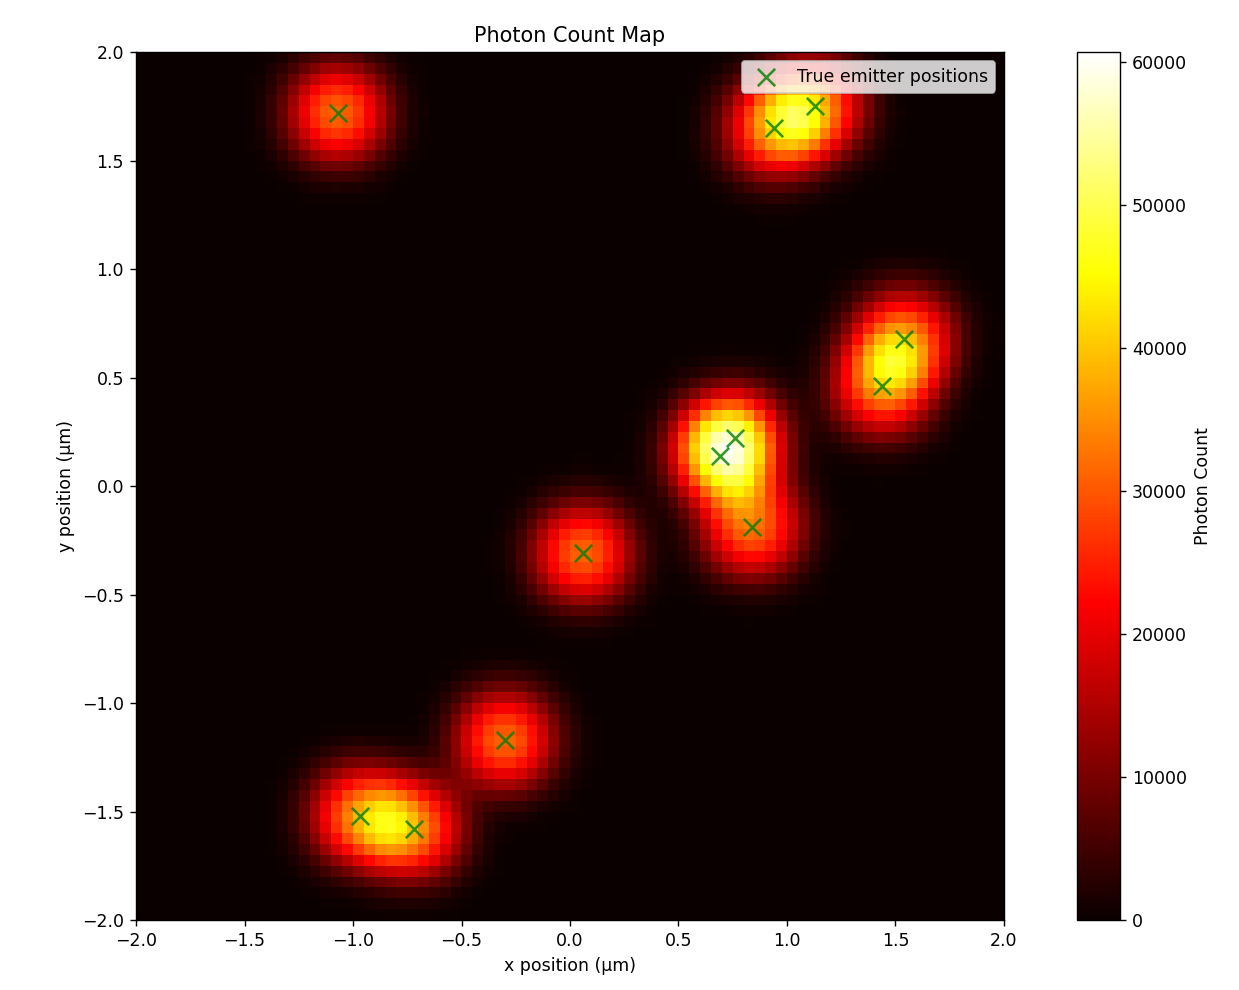 Photon Count Map
True emitter positions
2.0
1.5
1.0
0.5
0.0
−0.5
−1.0
−1.5
−2.0
y position (μm)
−2.0 −1.5 −1.0 −0.5 0.0 0.5 1.0 1.5 2.0
x position (μm)
60000
50000
40000
30000
20000
10000
0
Photon Count